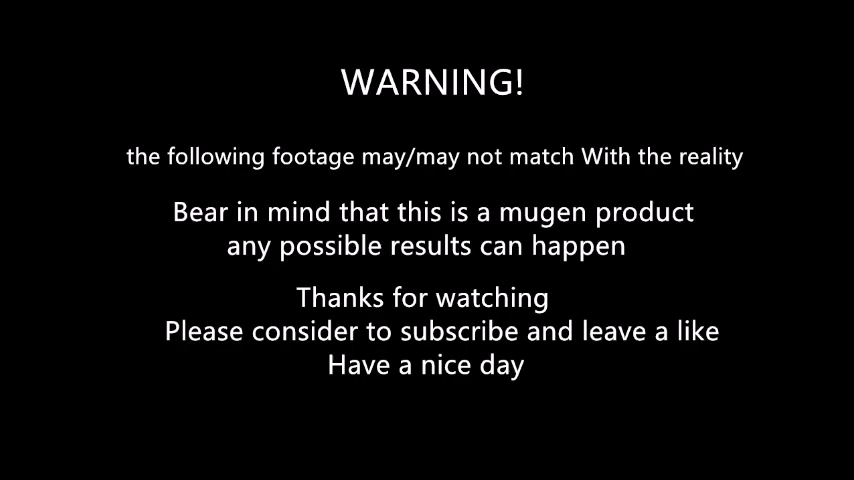 WARNING!
the following footage may/may not match With the reality
Bear in mind that this is a mugen product
any possible results can happen
Thanks for watching
Please consider to subscribe and leave a like
Have a nice day